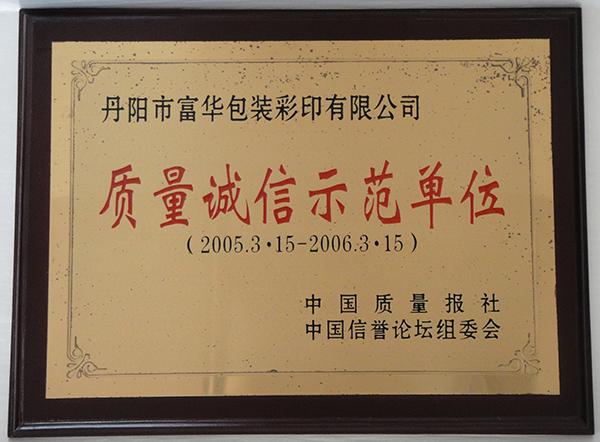 丹阳市富华包装彩印有限公司
质量诚信示范单位
(2005.3·15-2006.3·15)
中国质量报社
中国信誉论坛组委会